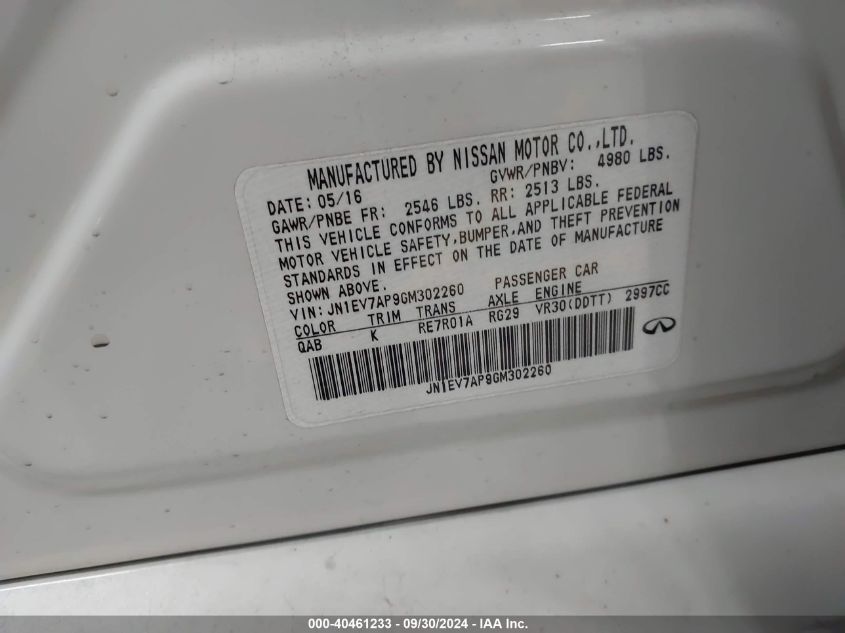 MANUFACTURED BY NISSAN MOTOR CO.,LTD.
DATE: 05/16 GVWR/PNBV: 4980 LBS.
GAWR/PNBE FR: 2546 LBS. RR: 2513 LBS.
THIS VEHICLE CONFORMS TO ALL APPLICABLE FEDERAL
MOTOR VEHICLE SAFETY,BUMPER,AND THEFT PREVENTION
STANDARDS IN EFFECT ON THE DATE OF MANUFACTURE
SHOWN ABOVE.
VIN: JN1EV7AP9GM302260 PASSENGER CAR
COLOR TRIM TRANS AXLE ENGINE
QAB K RE7R01A RG29 VR30(DDTT) 2997CC
JN1EV7AP9GM302260
000-40461233 - 09/30/2024 - IAA Inc.